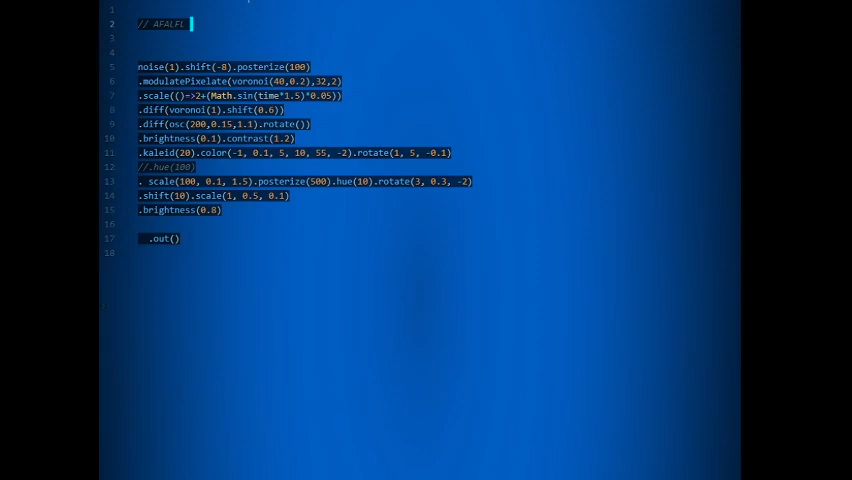 1
2 // AFALFL
3
4
5 noise(1).shift(-8).posterize(100)
6 .modulatePixelate(voronoi(40,0.2),32,2)
7 .scale(()=>2+(Math.sin(time*1.5)*0.05))
8 .diff(voronoi(1).shift(0.6))
9 .diff(osc(200,0.15,1.1).rotate())
10 .brightness(0.1).contrast(1.2)
11 .kaleid(20).color(-1, 0.1, 5, 10, 55, -2).rotate(1, 5, -0.1)
12 //.hue(100)
13 . scale(100, 0.1, 1.5).posterize(500).hue(10).rotate(3, 0.3, -2)
14 .shift(10).scale(1, 0.5, 0.1)
15 .brightness(0.8)
16
17 .out()
18